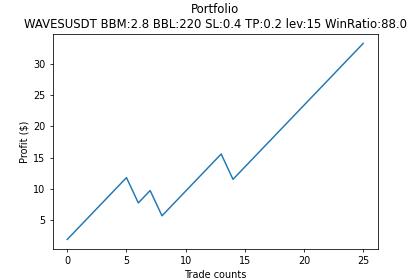 Portfolio
WAVESUSDT BBM:2.8 BBL:220 SL:0.4 TP:0.2 lev:15 WinRatio:88.0
Profit ($)
30
25
20
15
10
5
0 5 10 15 20 25
Trade counts